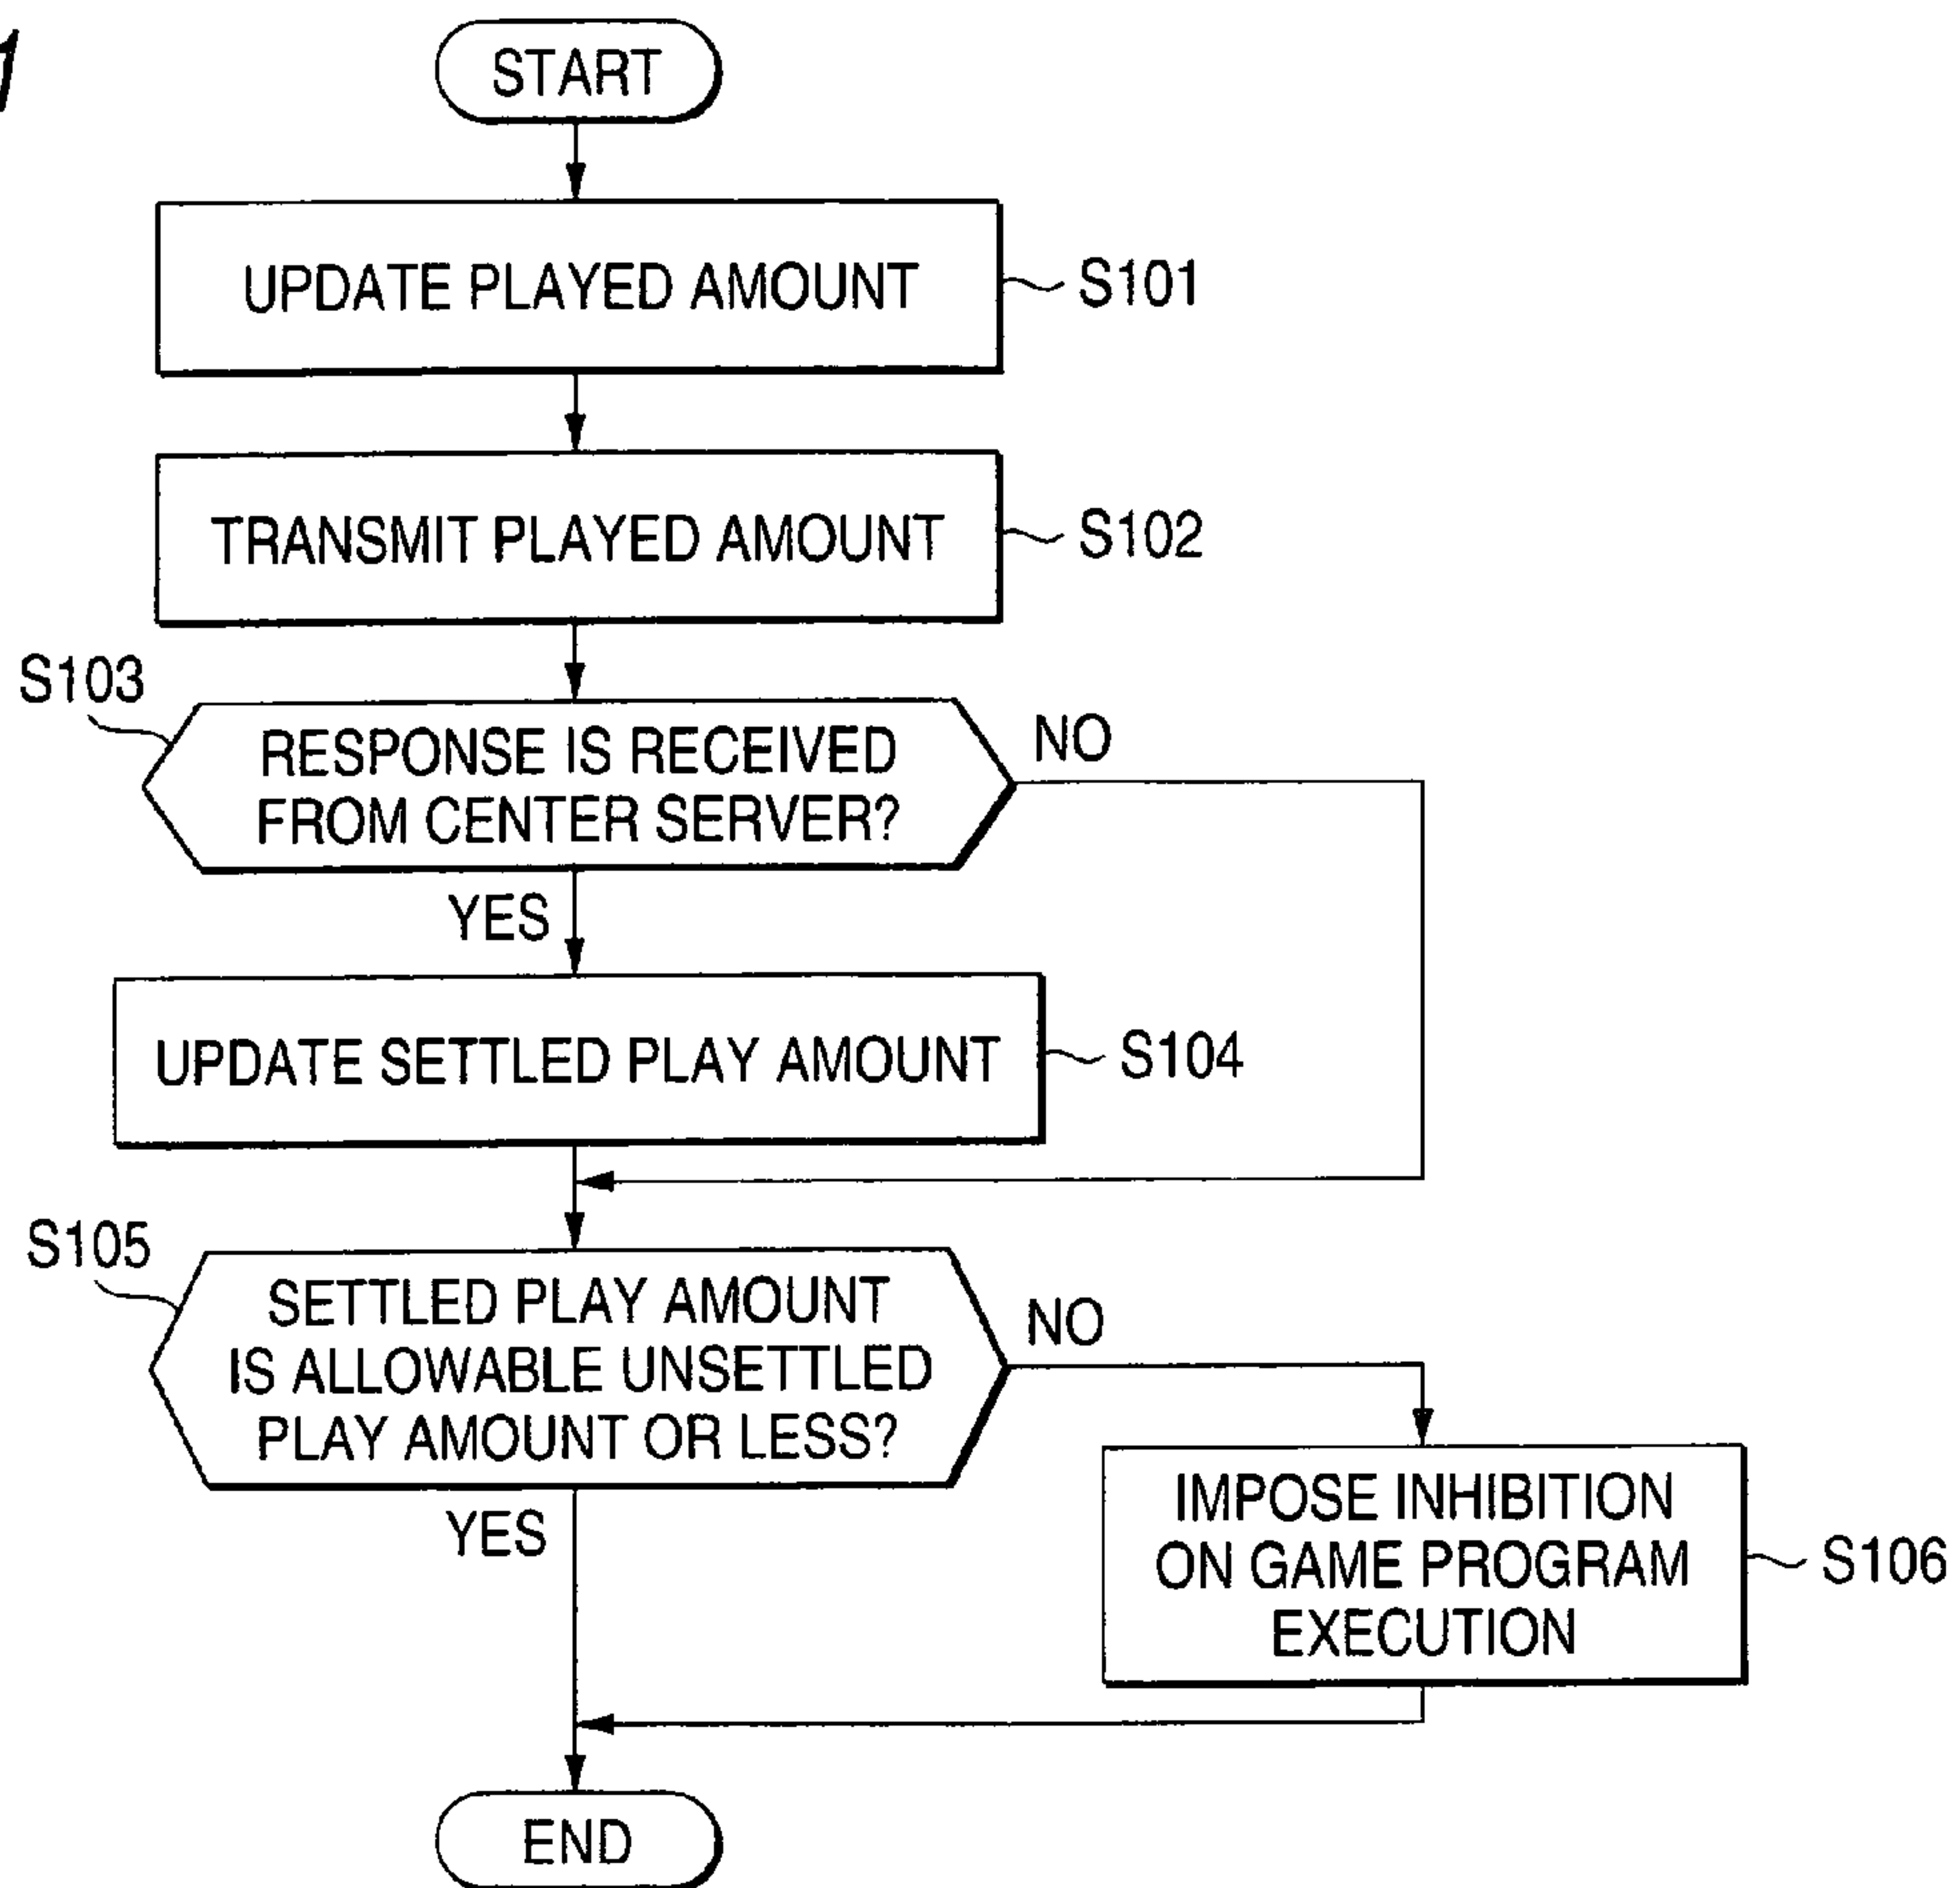 START
UPDATE PLAYED AMOUNT
S101
TRANSMIT PLAYED AMOUNT
S102
S103
RESPONSE IS RECEIVED
FROM CENTER SERVER?
NO
YES
UPDATE SETTLED PLAY AMOUNT
S104
S105
SETTLED PLAY AMOUNT
IS ALLOWABLE UNSETTLED
PLAY AMOUNT OR LESS?
NO
YES
IMPOSE INHIBITION
ON GAME PROGRAM
EXECUTION
S106
END